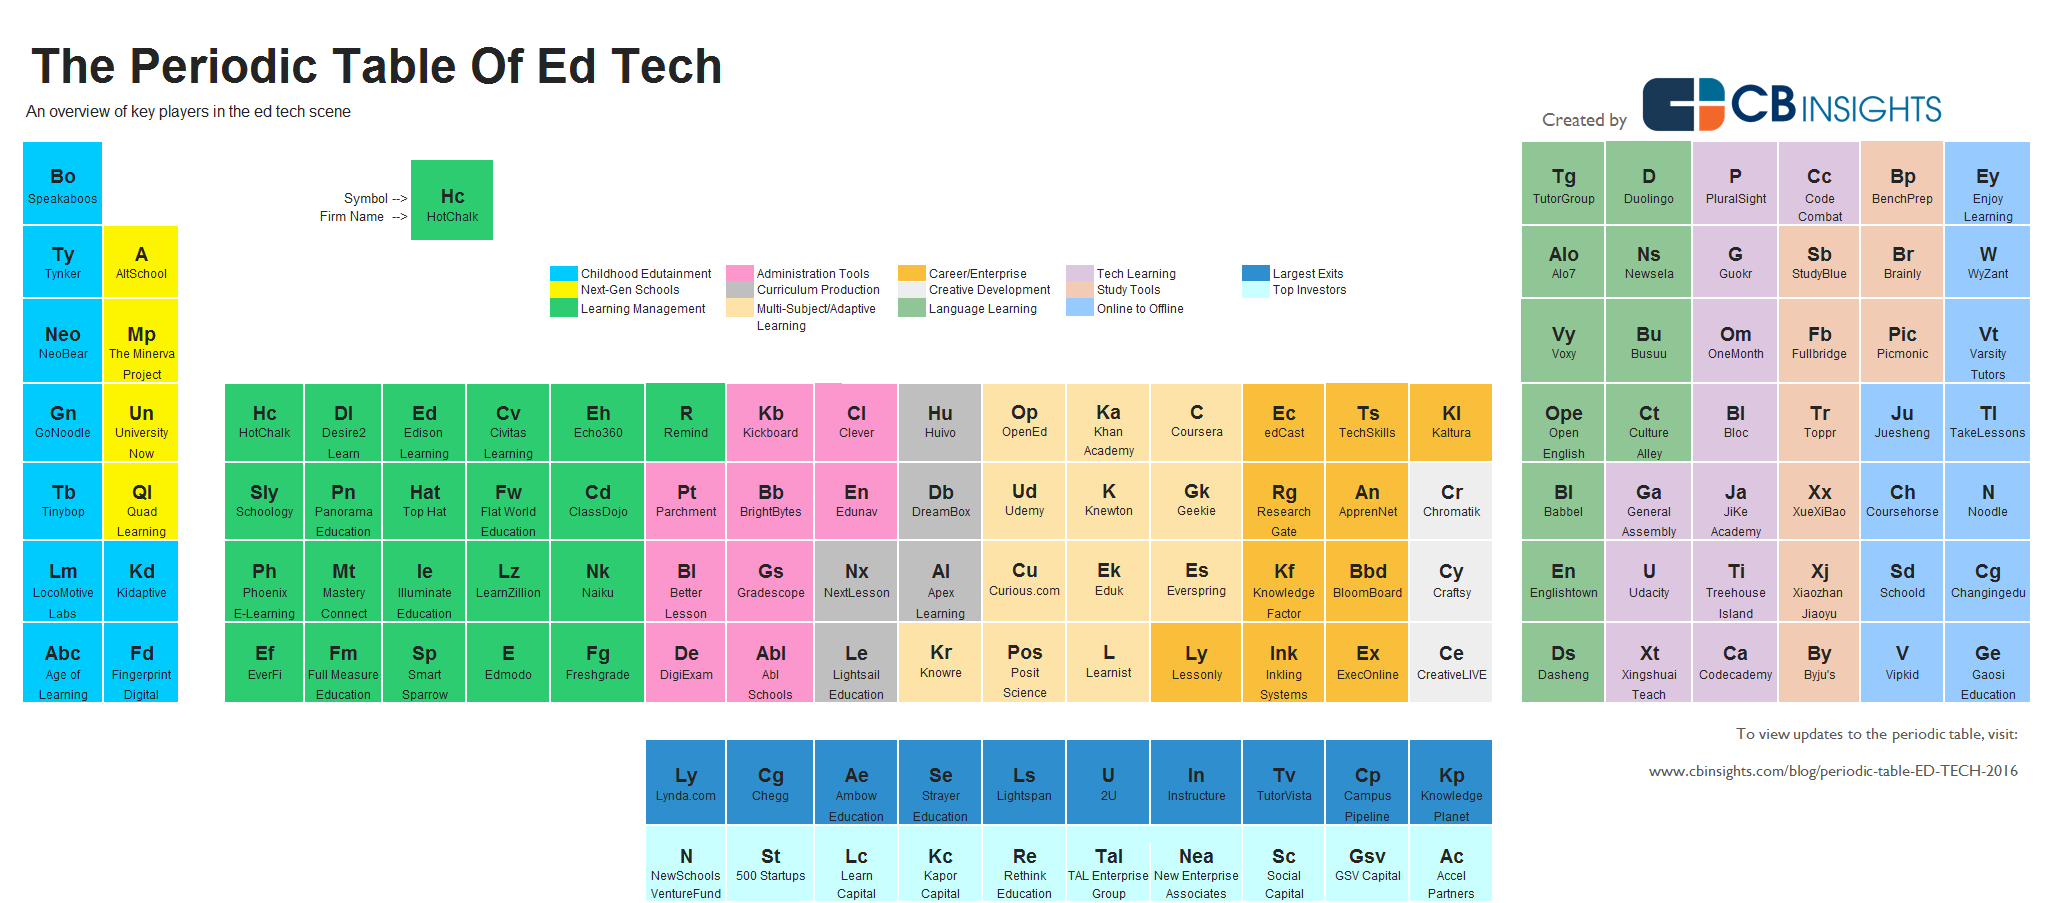 The Periodic Table Of Ed Tech
An overview of key players in the ed tech scene
Created by CB INSIGHTS
Symbol --> Hc
Firm Name --> HotChalk
Childhood Edutainment
Next-Gen Schools
Learning Management
Administration Tools
Curriculum Production
Multi-Subject/Adaptive
Learning
Career/Enterprise
Creative Development
Language Learning
Tech Learning
Study Tools
Online to Offline
Largest Exits
Top Investors
Bo
Speakaboos
Ty
Tynker
A
AltSchool
Neo
NeoBear
Mp
The Minerva
Project
Gn
GoNoodle
Un
University
Now
Tb
Tinybop
Ql
Quad
Learning
Lm
LocoMotive
Labs
Kd
Kidaptive
Abc
Age of
Learning
Fd
Fingerprint
Digital
Hc
HotChalk
Dl
Desire2
Learn
Ed
Edison
Learning
Cv
Civitas
Learning
Eh
Echo360
R
Remind
Kb
Kickboard
Cl
Clever
Hu
Huivo
Op
OpenEd
Ka
Khan
Academy
C
Coursera
Ec
edCast
Ts
TechSkills
Kl
Kaltura
Sly
Schoology
Pn
Panorama
Education
Hat
Top Hat
Fw
Flat World
Education
Cd
ClassDojo
Pt
Parchment
Bb
BrightBytes
En
Edunav
Db
DreamBox
Ud
Udemy
K
Knewton
Gk
Geekie
Rg
Research
Gate
An
ApprenNet
Cr
Chromatik
Ph
Phoenix
E-Learning
Mt
Mastery
Connect
Ie
Illuminate
Education
Lz
LearnZillion
Nk
Naiku
Bl
Better
Lesson
Gs
Gradescope
Nx
NextLesson
Al
Apex
Learning
Cu
Curious.com
Ek
Eduk
Es
Everspring
Kf
Knowledge
Factor
Bbd
BloomBoard
Cy
Craftsy
Ef
EverFi
Fm
Full Measure
Education
Sp
Smart
Sparrow
E
Edmodo
Fg
Freshgrade
De
DigiExam
Abl
Abl
Schools
Le
Lightsail
Education
Kr
Knowre
Pos
Posit
Science
L
Learnist
Ly
Lessonly
Ink
Inkling
Systems
Ex
ExecOnline
Ce
CreativeLIVE
Tg
TutorGroup
D
Duolingo
P
PluralSight
Cc
Code
Combat
Bp
BenchPrep
Ey
Enjoy
Learning
Alo
Alo7
Ns
Newsela
G
Guokr
Sb
StudyBlue
Br
Brainly
W
WyZant
Vy
Voxy
Bu
Busuu
Om
OneMonth
Fb
Fullbridge
Pic
Picmonic
Vt
Varsity
Tutors
Ope
Open
English
Ct
Culture
Alley
Bl
Bloc
Tr
Toppr
Ju
Juesheng
Tl
TakeLessons
Bl
Babbel
Ga
General
Assembly
Ja
JiKe
Academy
Xx
XueXiBao
Ch
Coursehorse
N
Noodle
En
Englishtown
U
Udacity
Ti
Treehouse
Island
Xj
Xiaozhan
Jiaoyu
Sd
Schoold
Cg
Changingedu
Ds
Dasheng
Xt
Xingshuai
Teach
Ca
Codecademy
By
Byju's
V
Vipkid
Ge
Gaosi
Education
Ly
Lynda.com
Cg
Chegg
Ae
Ambow
Education
Se
Strayer
Education
Ls
Lightspan
U
2U
In
Instructure
Tv
TutorVista
Cp
Campus
Pipeline
Kp
Knowledge
Planet
N
NewSchools
VentureFund
St
500 Startups
Lc
Learn
Capital
Kc
Kapor
Capital
Re
Rethink
Education
Tal
TAL Enterprise
Group
Nea
New Enterprise
Associates
Sc
Social
Capital
Gsv
GSV Capital
Ac
Accel
Partners
To view updates to the periodic table, visit:
www.cbinsights.com/blog/periodic-table-ED-TECH-2016